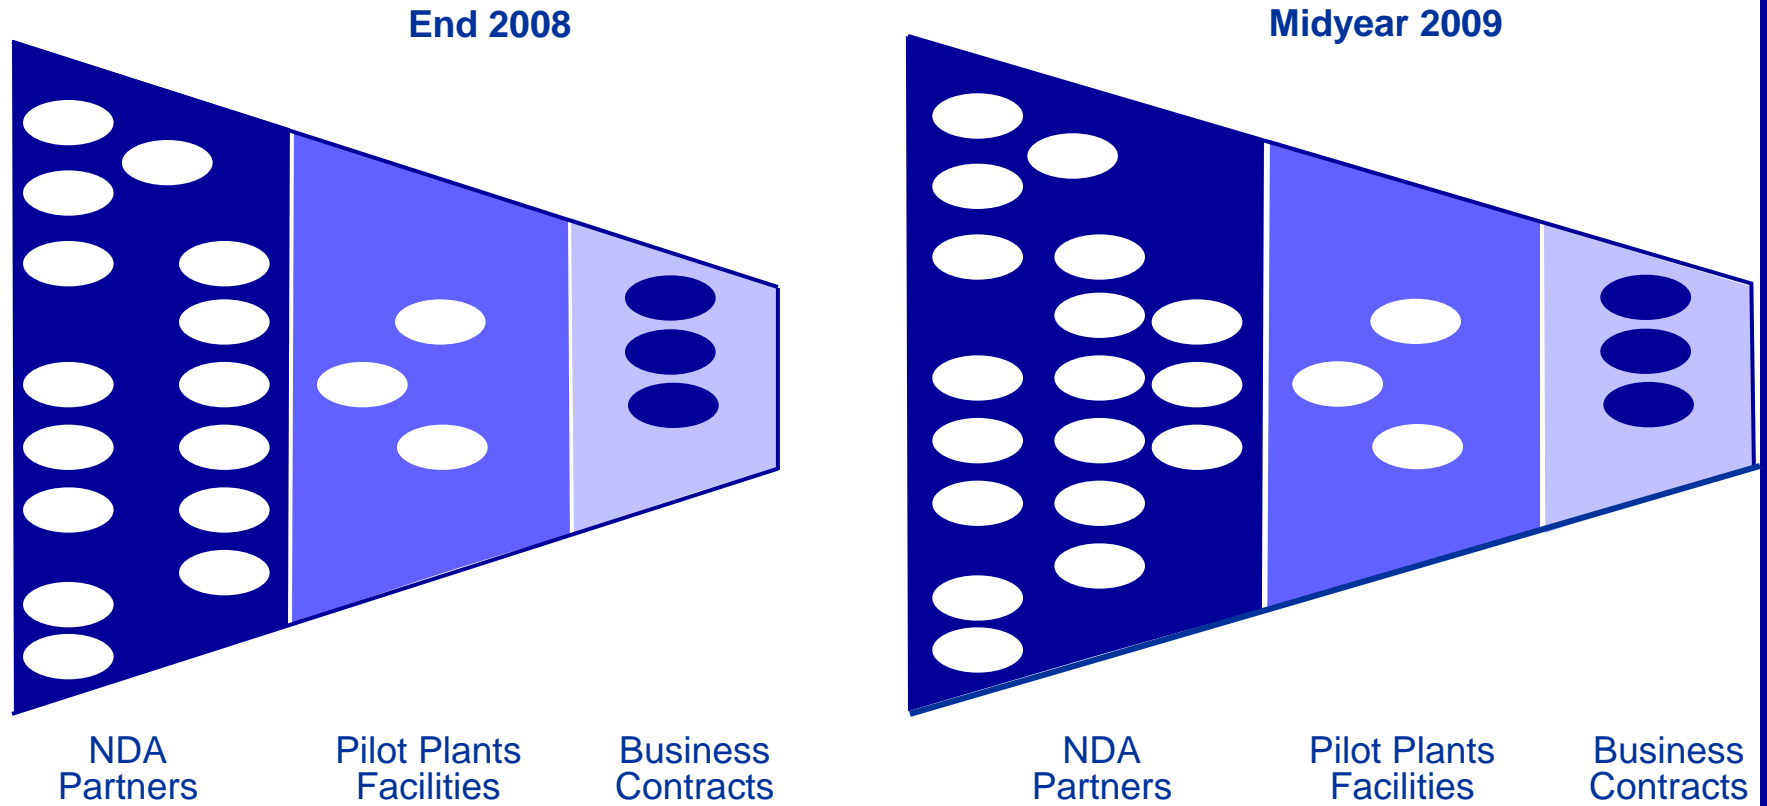 End 2008
Midyear 2009
NDA
Partners
Pilot Plants
Facilities
Business
Contracts
NDA
Partners
Pilot Plants
Facilities
Business
Contracts